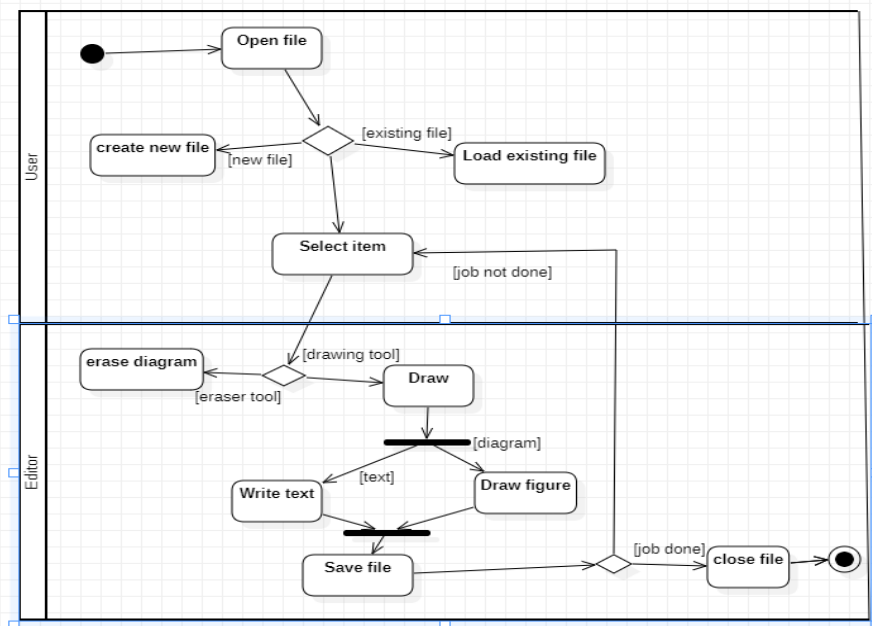 Open file
[existing file]
create new file
[new file]
Load existing file
User
Select item
[job not done]
[drawing tool]
erase diagram
[eraser tool]
Draw
[diagram]
Editor
[text]
Write text
Draw figure
[job done]
Save file
close file